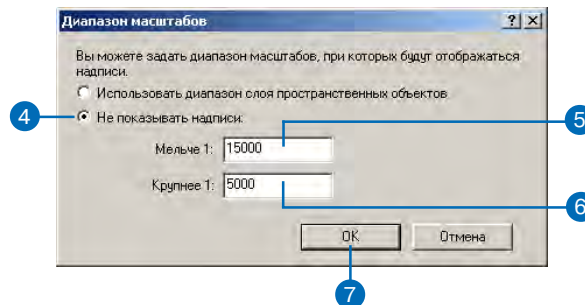 Диапазон масштабов
Вы можете задать диапазон масштабов, при которых будут отображаться
надписи.
Использовать диапазон слоя пространственных объектов
4
Не показывать надписи:
5
Мельче 1: 15000
Крупнее 1: 5000
6
OK Отмена
7